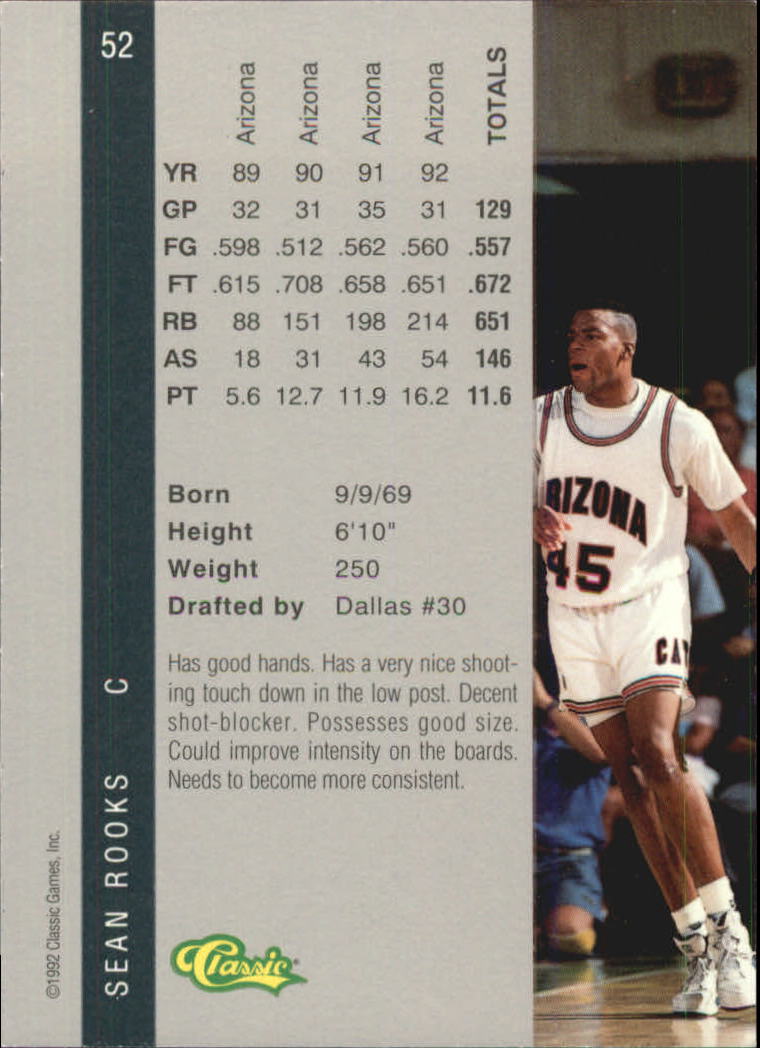 52
Arizona Arizona Arizona Arizona TOTALS
YR 89 90 91 92
GP 32 31 35 31 129
FG .598 .512 .562 .560 .557
FT .615 .708 .658 .651 .672
RB 88 151 198 214 651
AS 18 31 43 54 146
PT 5.6 12.7 11.9 16.2 11.6
Born 9/9/69
Height 6'10"
Weight 250
Drafted by Dallas #30
Has good hands. Has a very nice shoot-
ing touch down in the low post. Decent
shot-blocker. Possesses good size.
Could improve intensity on the boards.
Needs to become more consistent.
SEAN ROOKS C
©1992 Classic Games, Inc.
Classic
RIZONA
45
CA